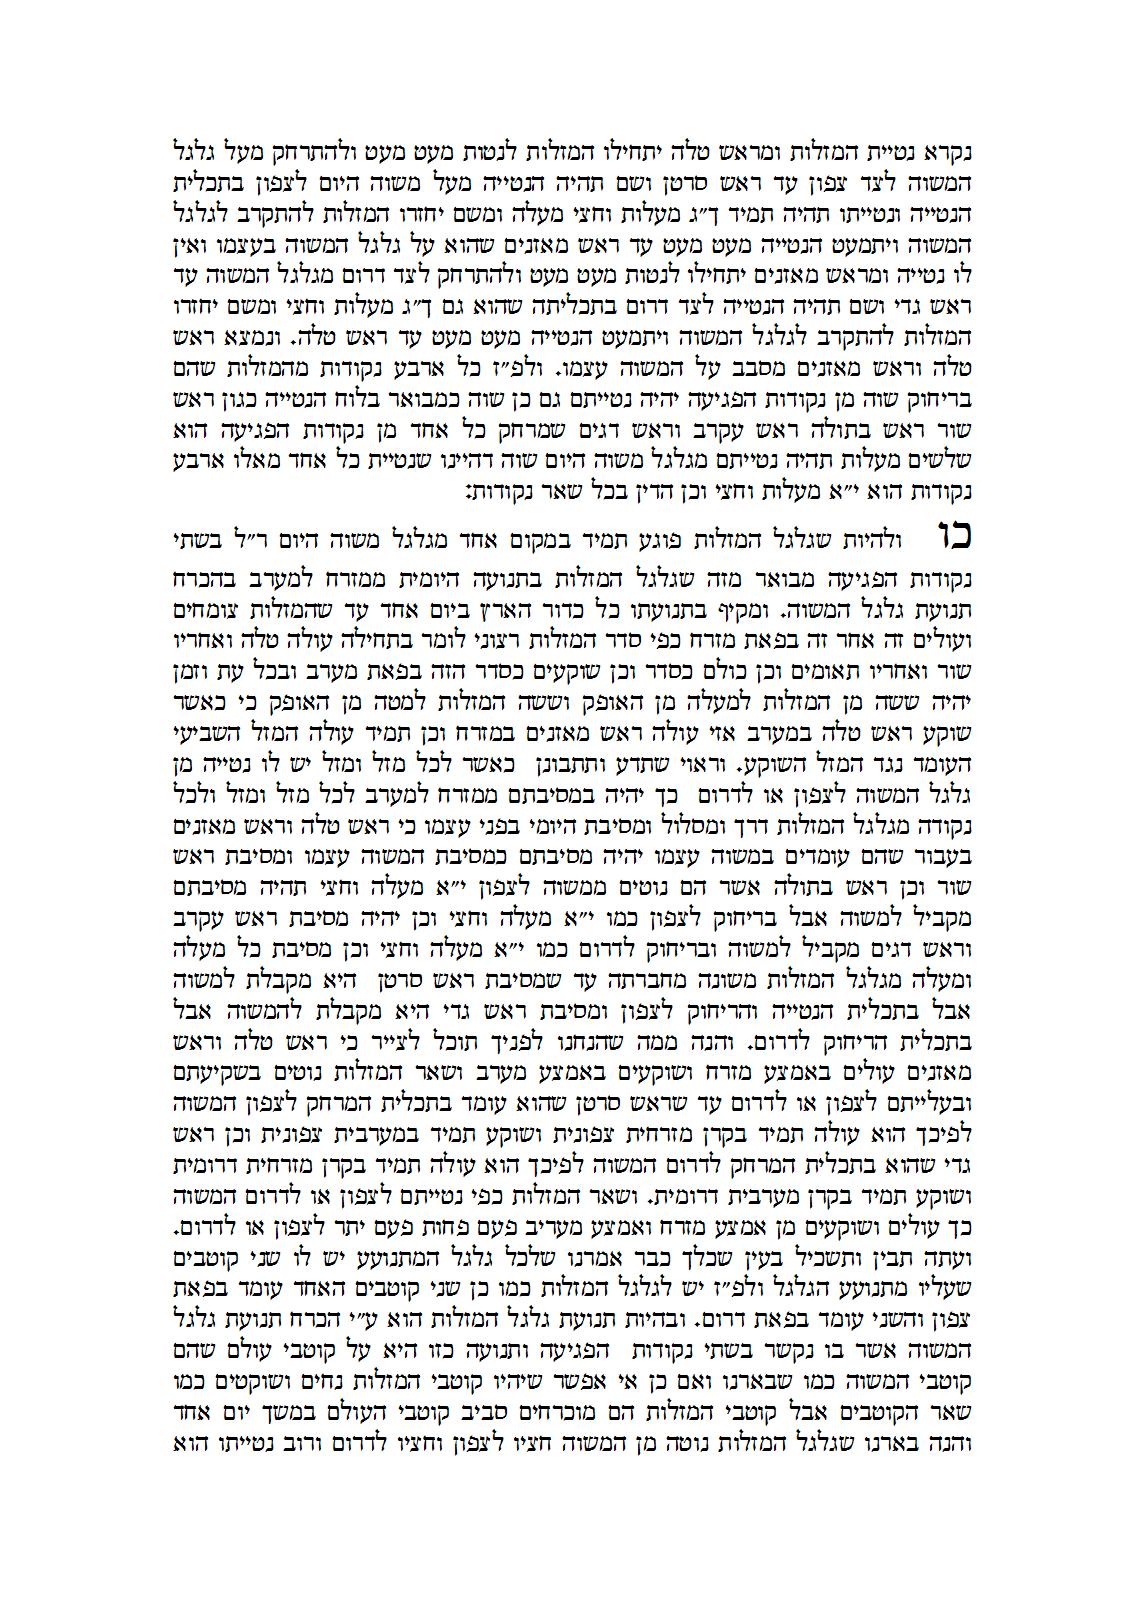 נקרא נטיית המזלות ומראש טלה יתחילו המזלות לנטות מעט מעט ולהתרחק מעל גלגל
המשוה לצד צפון עד ראש סרטן ושם תהיה הנטייה מעל משוה היום לצפון בתכלית
הנטייה ונטייתו תהיה תמיד ך״ג מעלות וחצי מעלה ומשם יחזרו המזלות להתקרב לגלגל
המשוה ויתמעט הנטייה מעט מעט עד ראש מאזנים שהוא על גלגל המשוה בעצמו ואין
לו נטייה ומראש מאזנים יתחילו לנטות מעט מעט ולהתרחק לצד דרום מגלגל המשוה עד
ראש גדי ושם תהיה הנטייה לצד דרום בתכליתה שהוא גם ך״ג מעלות וחצי ומשם יחזרו
המזלות להתקרב לגלגל המשוה ויתמעט הנטייה מעט מעט עד ראש טלה. ונמצא ראש
טלה וראש מאזנים מסבב על המשוה עצמו. ולפ״ז כל ארבע נקודות מהמזלות שהם
בריחוק שוה מן נקודות הפגיעה יהיה נטייתם גם כן שוה כמבואר בלוח הנטייה כגון ראש
שור ראש בתולה ראש עקרב וראש דגים שמרחק כל אחד מן נקודות הפגיעה הוא
שלשים מעלות תהיה נטייתם מגלגל משוה היום שוה דהיינו שנטיית כל אחד מאלו ארבע
נקודות הוא י״א מעלות וחצי וכן הדין בכל שאר נקודות:
כו ולהיות שגלגל המזלות פוגע תמיד במקום אחד מגלגל משוה היום ר״ל בשתי
נקודות הפגיעה מבואר מזה שגלגל המזלות בתנועה היומית ממזרח למערב בהכרח
תנועת גלגל המשוה. ומקיף בתנועתו כל כדור הארץ ביום אחד עד שהמזלות צומחים
ועולים זה אחר זה בפאת מזרח כפי סדר המזלות רצוני לומר בתחילה עולה טלה ואחריו
שור ואחריו תאומים וכן כולם כסדר וכן שוקעים כסדר הזה בפאת מערב ובכל עת וזמן
יהיה ששה מן המזלות למעלה מן האופק וששה המזלות למטה מן האופק כי כאשר
שוקע ראש טלה במערב אזי עולה ראש מאזנים במזרח וכן תמיד עולה המזל השביעי
העומד נגד המזל השוקע. וראוי שתדע ותתבונן כאשר לכל מזל ומזל יש לו נטייה מן
גלגל המשוה לצפון או לדרום כך יהיה במסיבתם ממזרח למערב לכל מזל ומזל ולכל
נקודה מגלגל המזלות דרך ומסלול ומסיבת היומי בפני עצמו כי ראש טלה וראש מאזנים
בעבור שהם עומדים במשוה עצמו יהיה מסיבתם כמסיבת המשוה עצמו ומסיבת ראש
שור וכן ראש בתולה אשר הם נוטים ממשוה לצפון י״א מעלה וחצי תהיה מסיבתם
מקביל למשוה אבל בריחוק לצפון כמו י״א מעלה וחצי וכן יהיה מסיבת ראש עקרב
וראש דגים מקביל למשוה ובריחוק לדרום כמו י״א מעלה וחצי וכן מסיבת כל מעלה
ומעלה מגלגל המזלות משונה מחברתה עד שמסיבת ראש סרטן היא מקבלת למשוה
אבל בתכלית הנטייה והריחוק לצפון ומסיבת ראש גדי היא מקבלת להמשוה אבל
בתכלית הריחוק לדרום. והנה ממה שהנחנו לפניך תוכל לצייר כי ראש טלה וראש
מאזנים עולים באמצע מזרח ושוקעים באמצע מערב ושאר המזלות נוטים בשקיעתם
ובעלייתם לצפון או לדרום עד שראש סרטן שהוא עומד בתכלית המרחק לצפון המשוה
לפיכך הוא עולה תמיד בקרן מזרחית צפונית ושוקע תמיד במערבית צפונית וכן ראש
גדי שהוא בתכלית המרחק לדרום המשוה לפיכך הוא עולה תמיד בקרן מזרחית דרומית
ושוקע תמיד בקרן מערבית דרומית. ושאר המזלות כפי נטייתם לצפון או לדרום המשוה
כך עולים ושוקעים מן אמצע מזרח ואמצע מעריב פעם פחות פעם יתר לצפון או לדרום.
ועתה תבין ותשכיל בעין שכלך כבר אמרנו שלכל גלגל המתנועע יש לו שני קוטבים
שעליו מתנועע הגלגל ולפ״ז יש לגלגל המזלות כמו כן שני קוטבים האחד עומד בפאת
צפון והשני עומד בפאת דרום. ובהיות תנועת גלגל המזלות הוא ע״י הכרח תנועת גלגל
המשוה אשר בו נקשר בשתי נקודות הפגיעה ותנועה כזו היא על קוטבי עולם שהם
קוטבי המשוה כמו שבארנו ואם כן אי אפשר שיהיו קוטבי המזלות נחים ושוקטים כמו
שאר הקוטבים אבל קוטבי המזלות הם מוכרחים סביב קוטבי העולם במשך יום אחד
והנה בארנו שגלגל המזלות נוטה מן המשוה חציו לצפון וחציו לדרום ורוב נטייתו הוא